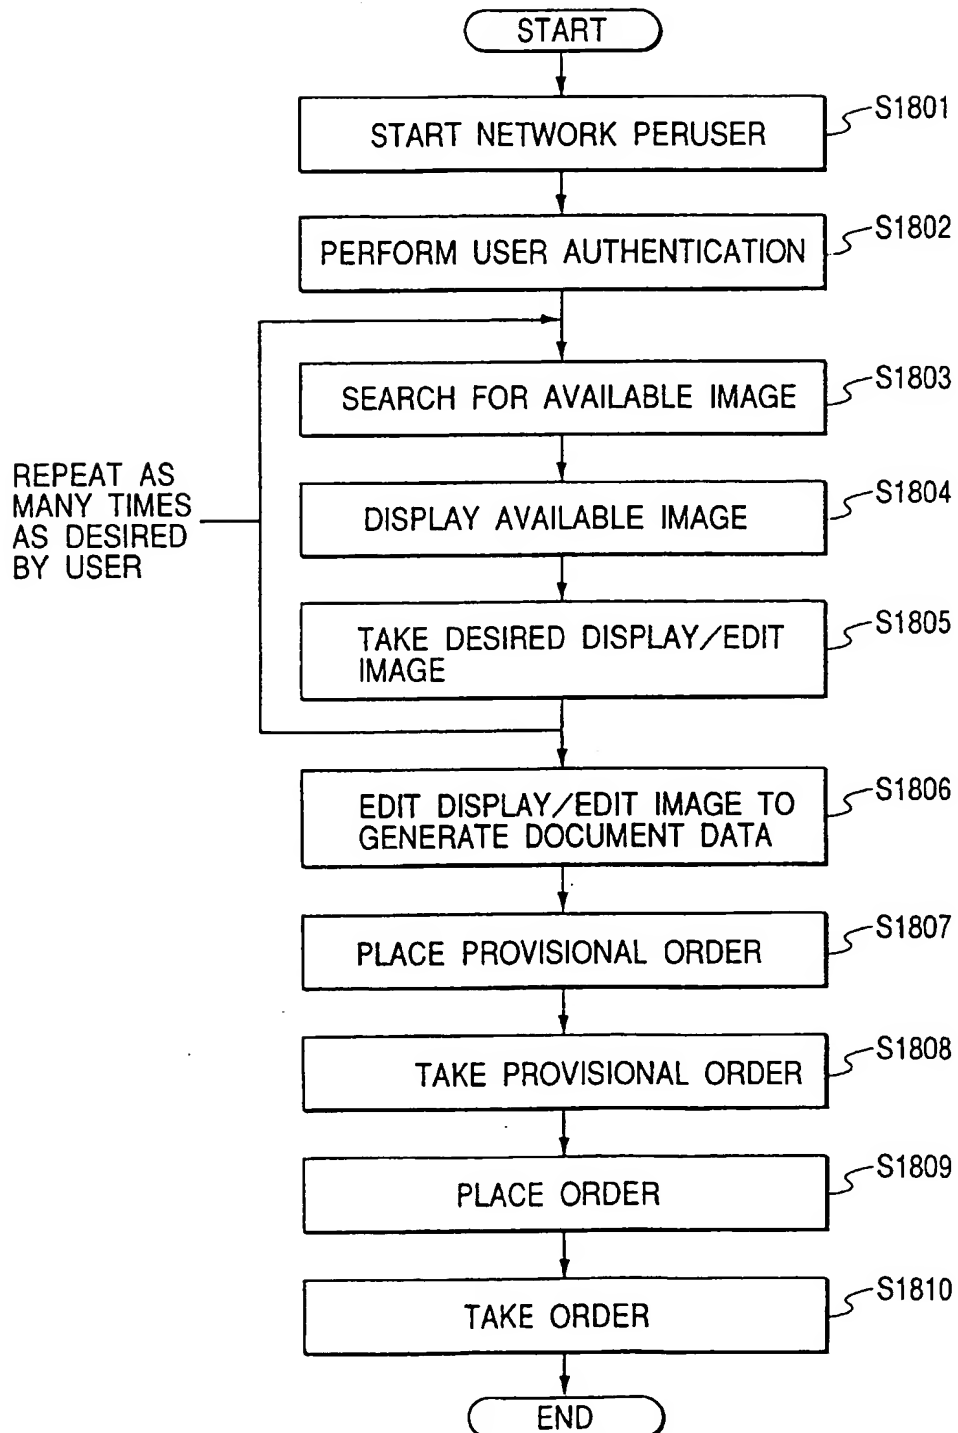 START
START NETWORK PERUSER
S1801
PERFORM USER AUTHENTICATION
S1802
SEARCH FOR AVAILABLE IMAGE
S1803
DISPLAY AVAILABLE IMAGE
S1804
REPEAT AS
MANY TIMES
AS DESIRED
BY USER
TAKE DESIRED DISPLAY/EDIT
IMAGE
S1805
EDIT DISPLAY/EDIT IMAGE TO
GENERATE DOCUMENT DATA
S1806
PLACE PROVISIONAL ORDER
S1807
TAKE PROVISIONAL ORDER
S1808
PLACE ORDER
S1809
TAKE ORDER
S1810
END